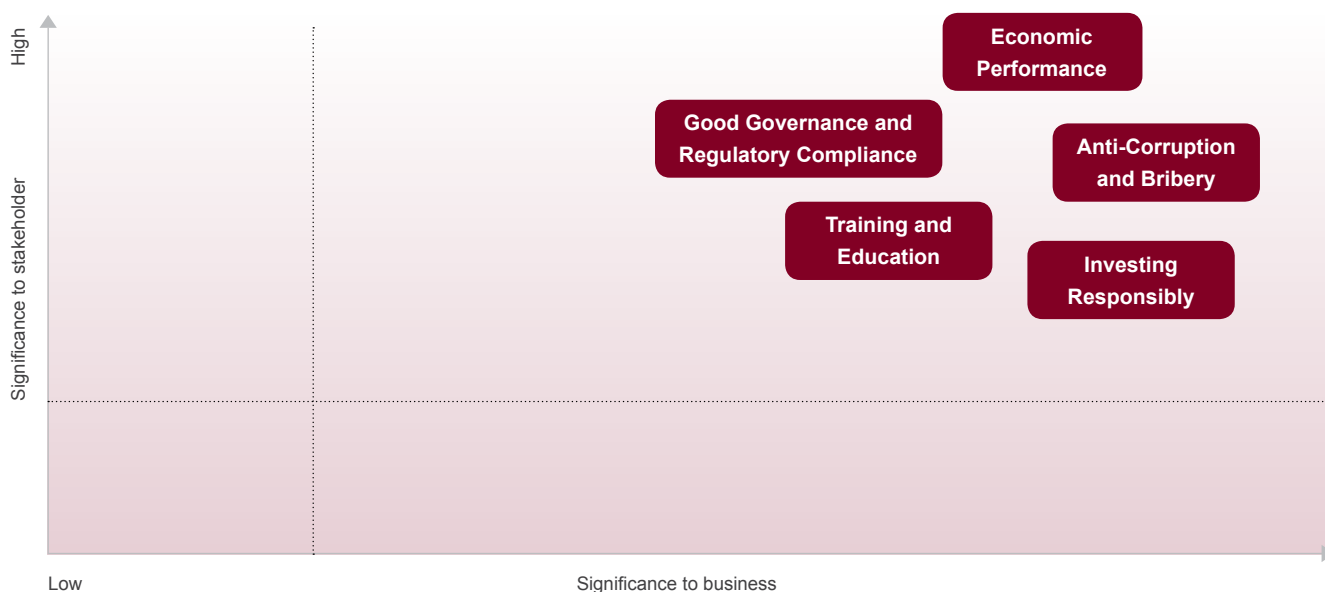 High
Significance to stakeholder
Economic
Performance
Good Governance and
Regulatory Compliance
Anti-Corruption
and Bribery
Training and
Education
Investing
Responsibly
Low
Significance to business